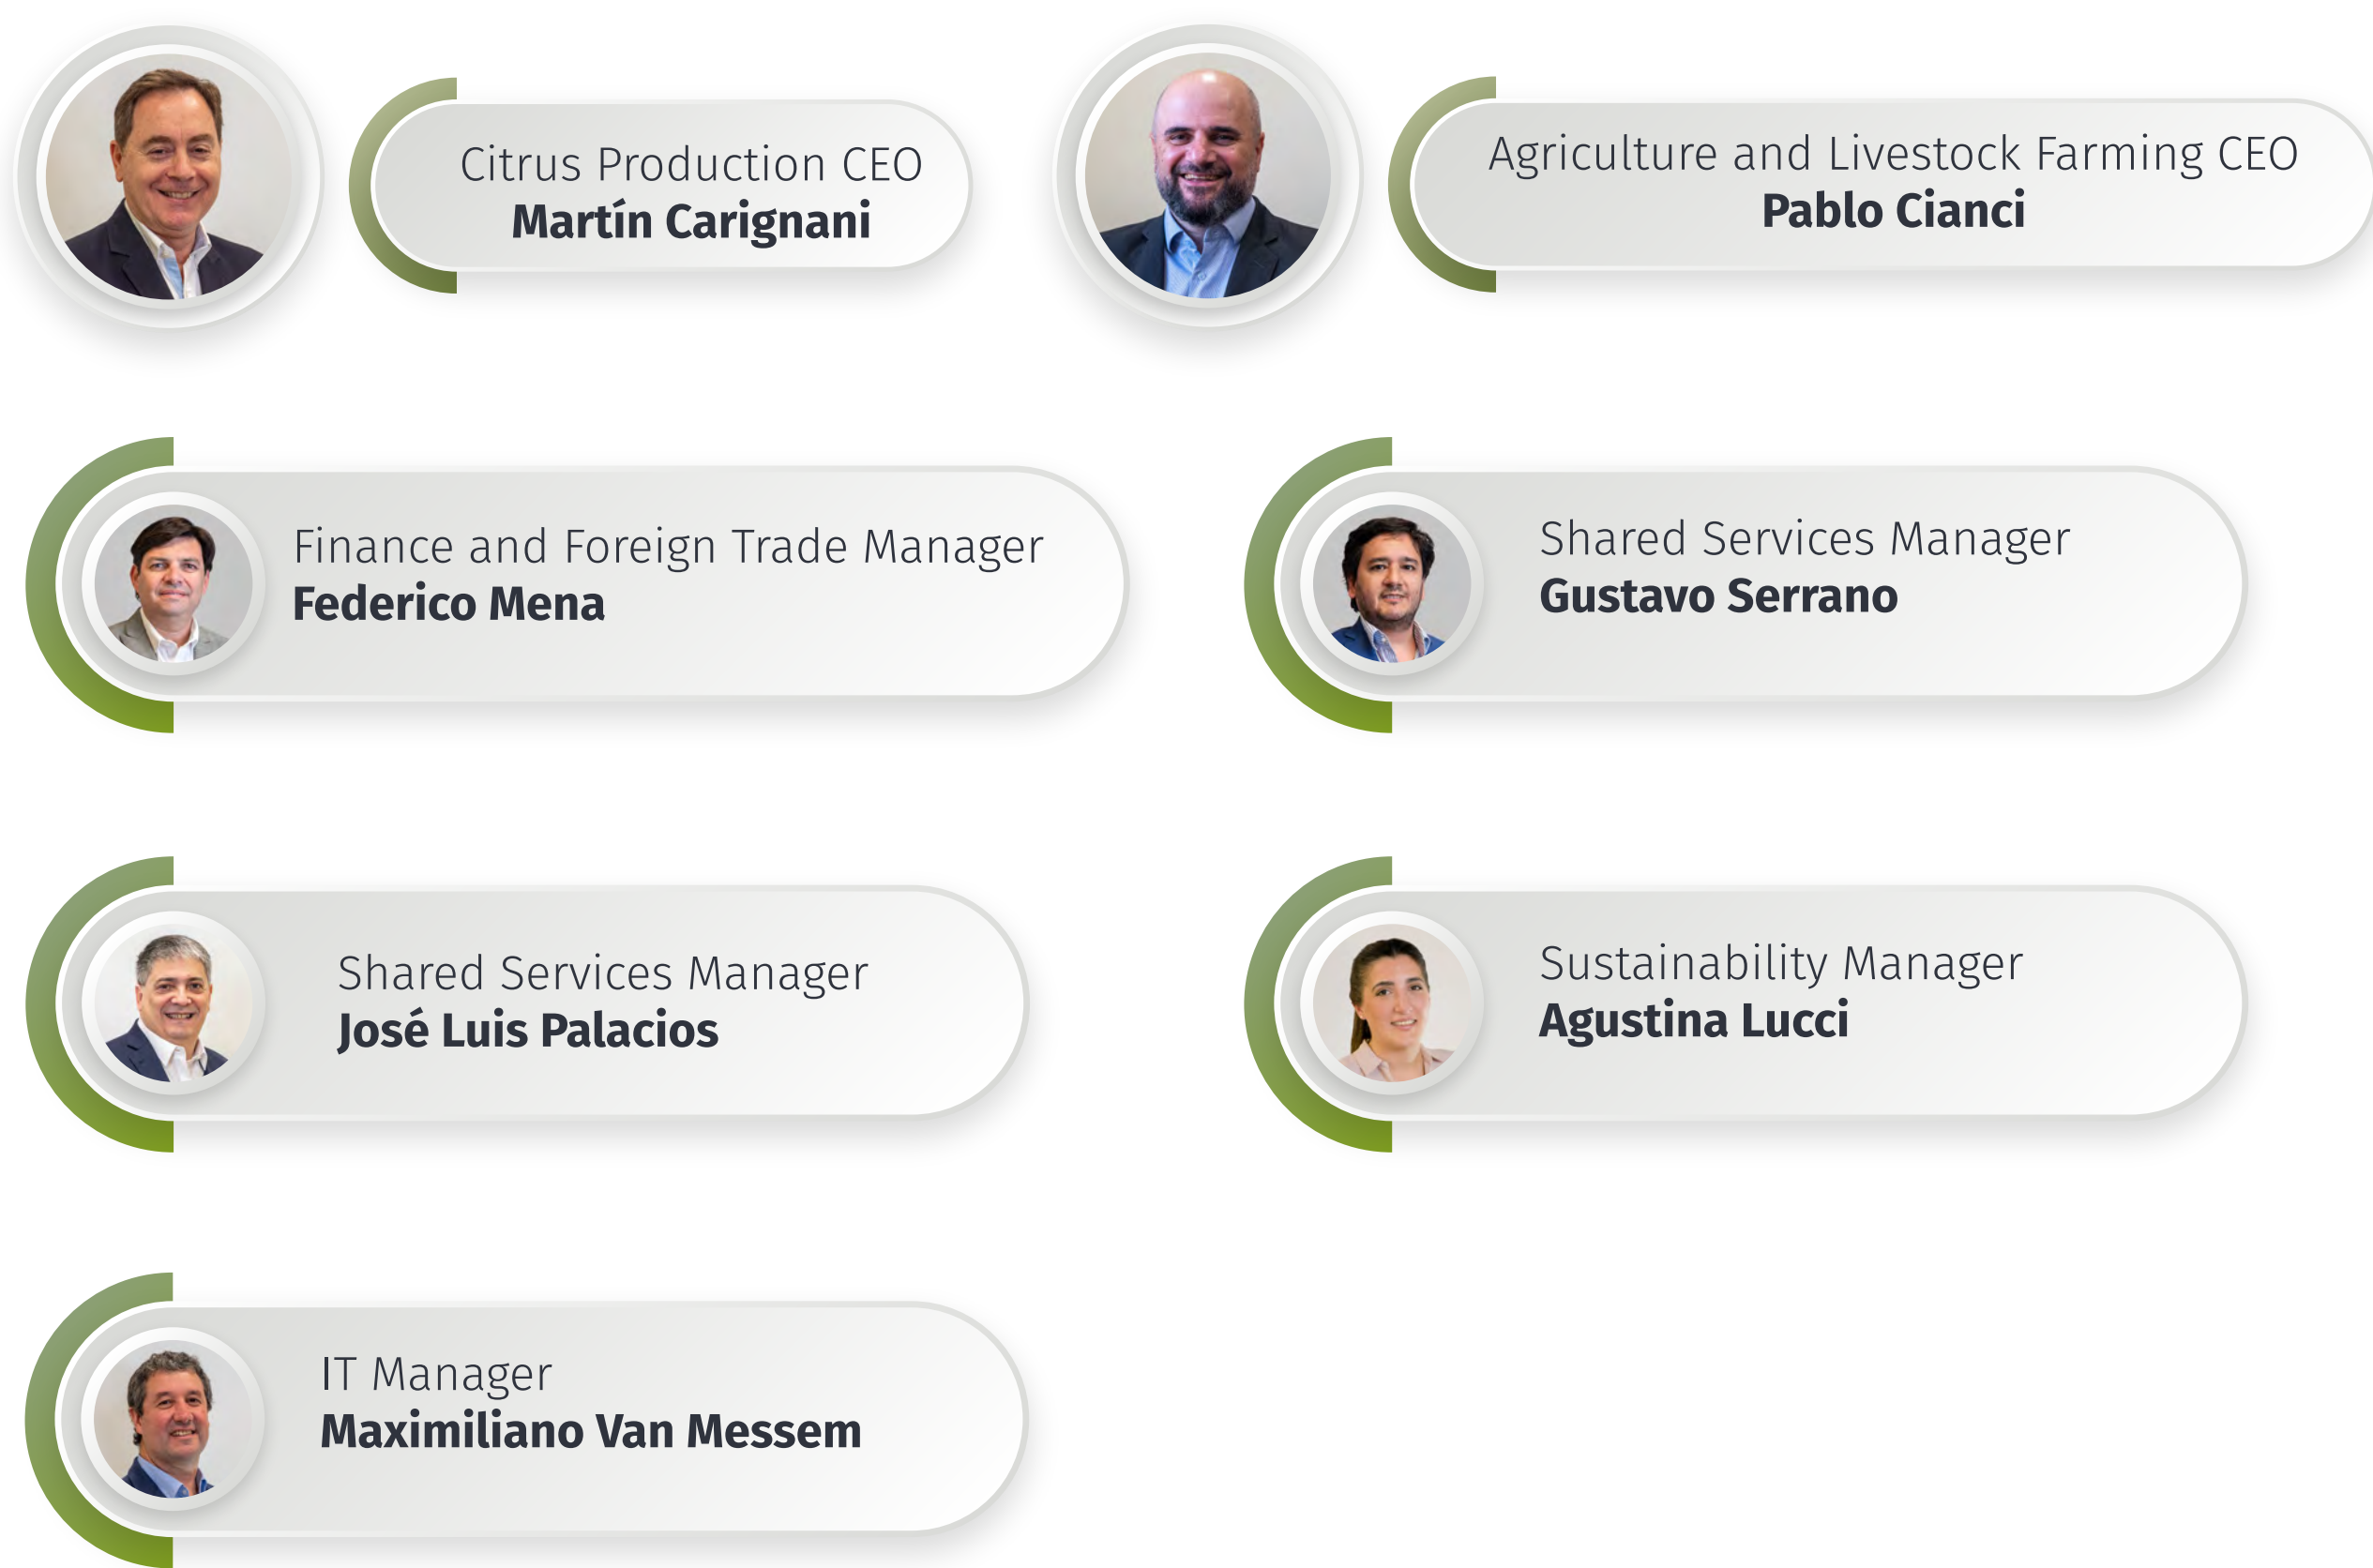 Citrus Production CEO
Martín Carignani
Agriculture and Livestock Farming CEO
Pablo Cianci
Finance and Foreign Trade Manager
Federico Mena
Shared Services Manager
Gustavo Serrano
Shared Services Manager
José Luis Palacios
Sustainability Manager
Agustina Lucci
IT Manager
Maximiliano Van Messem